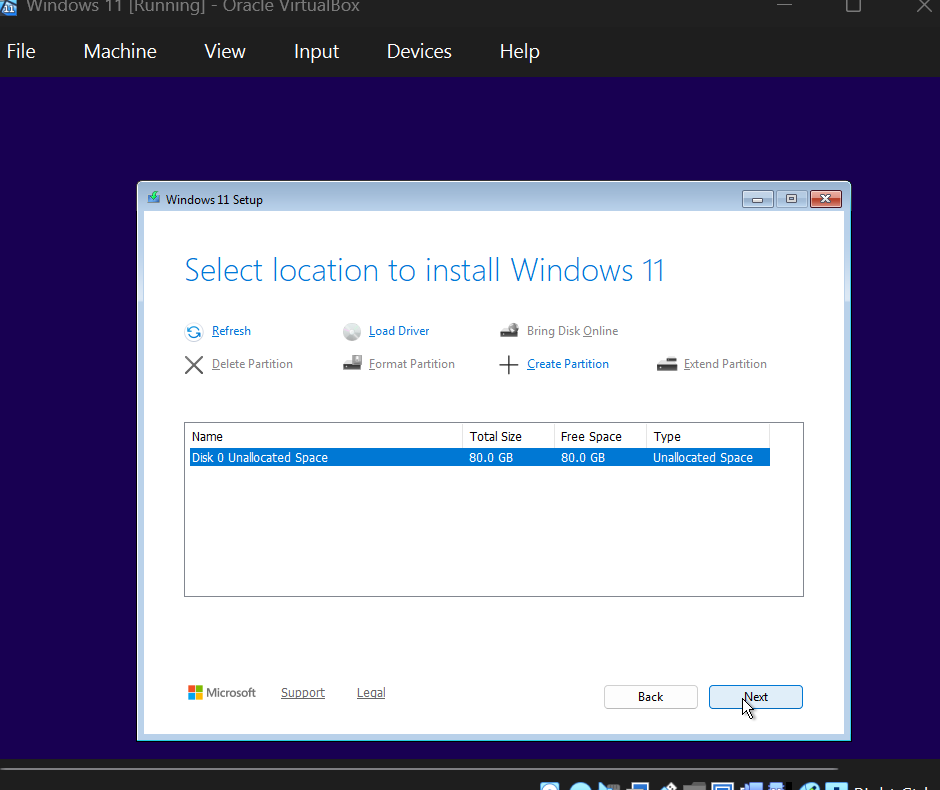 Windows 11 [Running] - Oracle VirtualBox
File Machine View Input Devices Help
Windows 11 Setup
Select location to install Windows 11
Refresh Load Driver Bring Disk Online
Delete Partition Format Partition Create Partition Extend Partition
Name Total Size Free Space Type
Disk 0 Unallocated Space 80.0 GB 80.0 GB Unallocated Space
Microsoft Support Legal Back Next